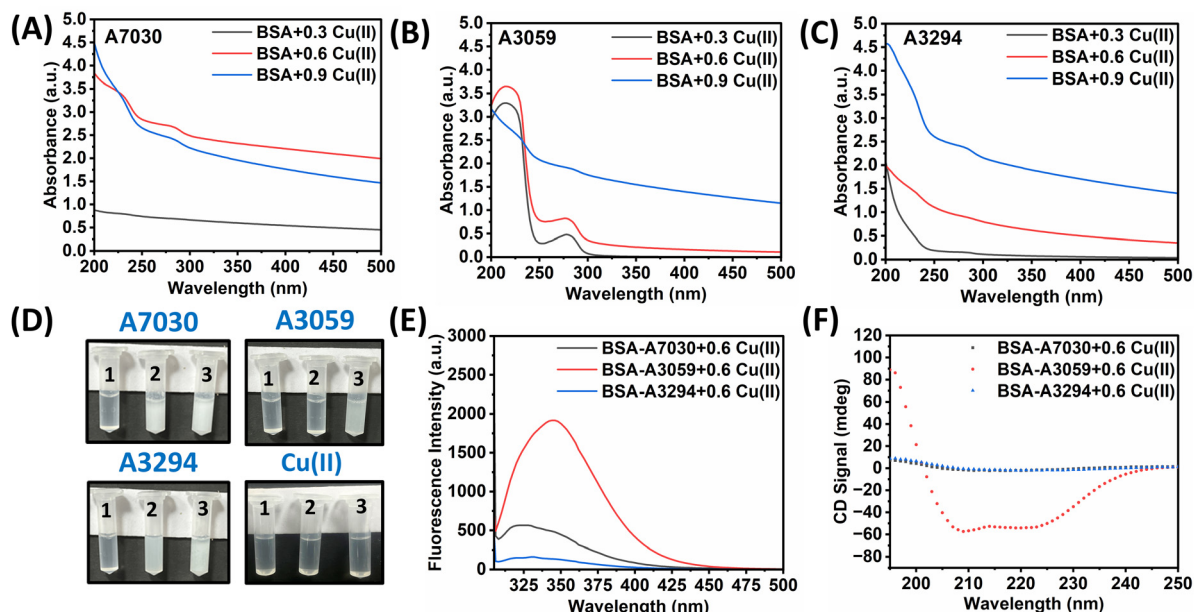 (A)
A7030
BSA+0.3 Cu(II)
BSA+0.6 Cu(II)
BSA+0.9 Cu(II)
Absorbance (a.u.)
5.0
4.5
4.0
3.5
3.0
2.5
2.0
1.5
1.0
0.5
0.0
200 250 300 350 400 450 500
Wavelength (nm)
(B)
A3059
BSA+0.3 Cu(II)
BSA+0.6 Cu(II)
BSA+0.9 Cu(II)
Absorbance (a.u.)
5.0
4.5
4.0
3.5
3.0
2.5
2.0
1.5
1.0
0.5
0.0
200 250 300 350 400 450 500
Wavelength (nm)
(C)
A3294
BSA+0.3 Cu(II)
BSA+0.6 Cu(II)
BSA+0.9 Cu(II)
Absorbance (a.u.)
5.0
4.5
4.0
3.5
3.0
2.5
2.0
1.5
1.0
0.5
0.0
200 250 300 350 400 450 500
Wavelength (nm)
(D)
A7030 A3059
1 2 3 1 2 3
A3294 Cu(II)
1 2 3 1 2 3
(E)
BSA-A7030+0.6 Cu(II)
BSA-A3059+0.6 Cu(II)
BSA-A3294+0.6 Cu(II)
Fluorescence Intensity (a.u.)
3000
2500
2000
1500
1000
500
0
325 350 375 400 425 450 475 500
Wavelength (nm)
(F)
BSA-A7030+0.6 Cu(II)
BSA-A3059+0.6 Cu(II)
BSA-A3294+0.6 Cu(II)
CD Signal (mdeg)
120
100
80
60
40
20
0
−20
−40
−60
−80
200 210 220 230 240 250
Wavelength (nm)